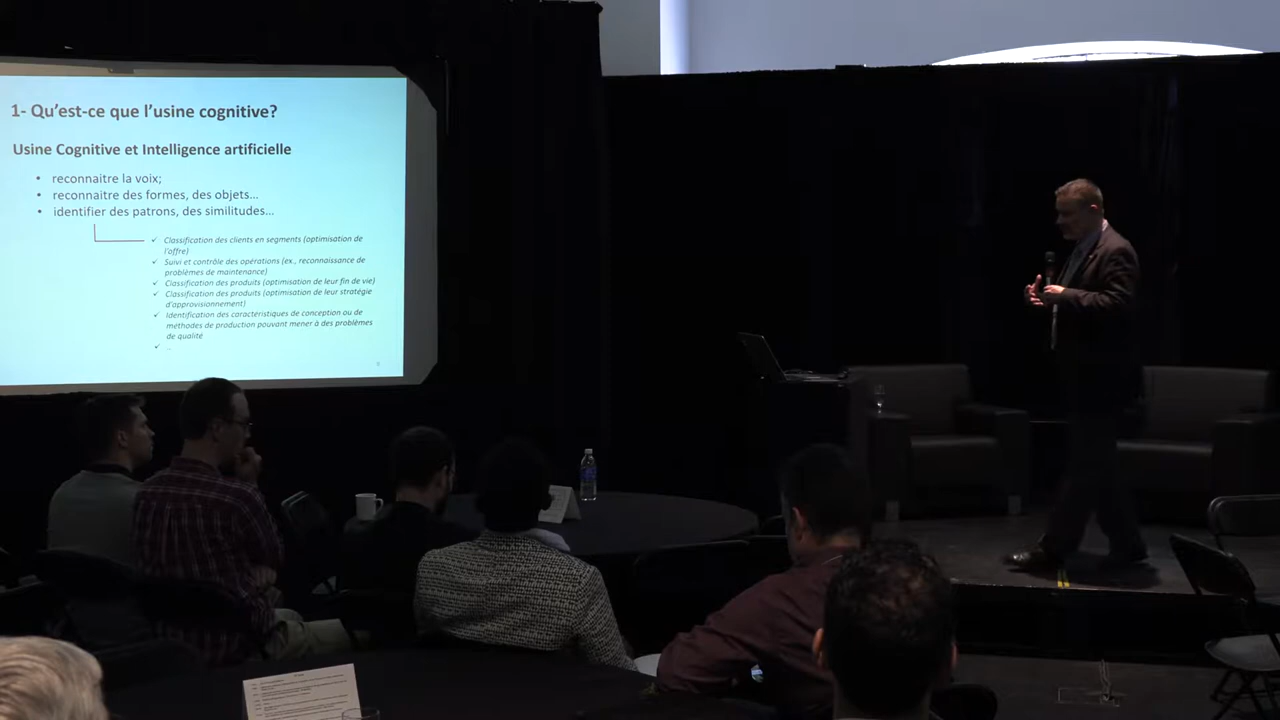 1- Qu'est-ce que l'usine cognitive?
Usine Cognitive et Intelligence artificielle
• reconnaitre la voix;
• reconnaitre des formes, des objets...
• identifier des patrons, des similitudes...
✓ Classification des clients en segments (optimisation de
l'offre)
✓ Suivi et contrôle des opérations (ex., reconnaissance de
problèmes de maintenance)
✓ Classification des produits (optimisation de leur fin de vie)
✓ Classification des produits (optimisation de leur stratégie
d'approvisionnement)
✓ Identification des caractéristiques de conception ou de
méthodes de production pouvant mener à des problèmes
de qualité
✓ ...